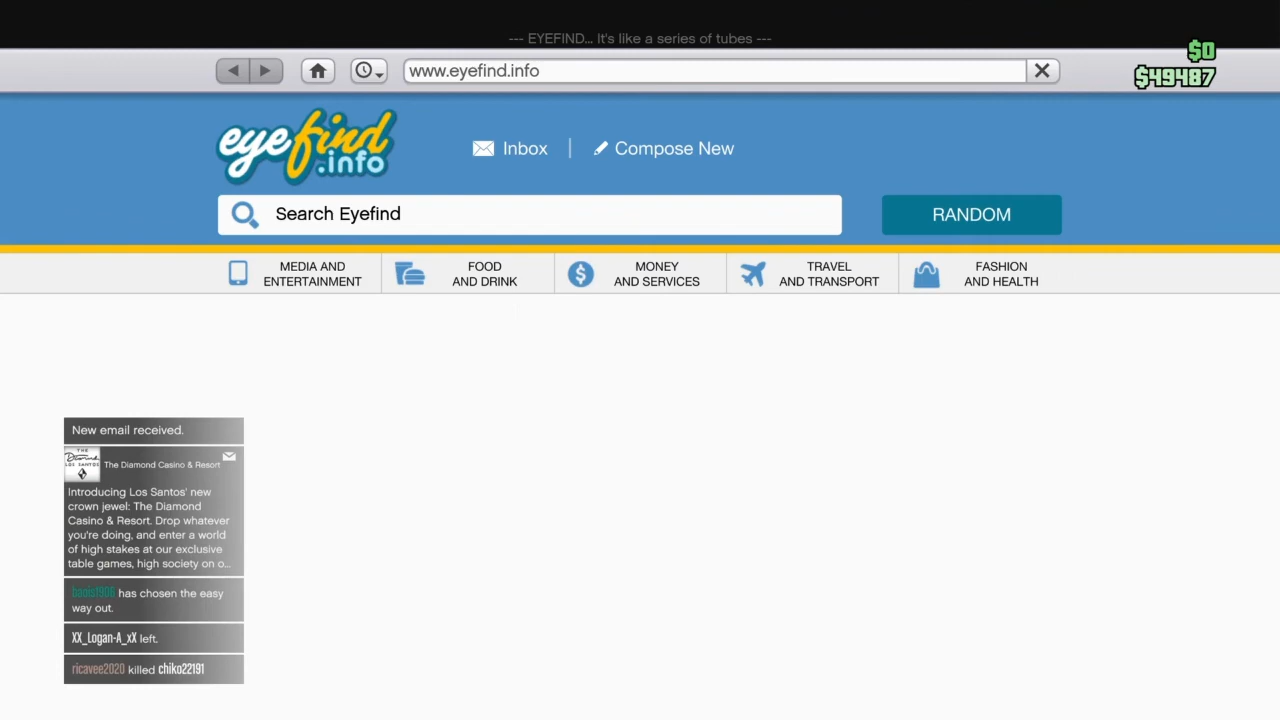 --- EYEFIND... It's like a series of tubes ---
$0
www.eyefind.info
$49487
eyefind
.info
Inbox
Compose New
Search Eyefind
RANDOM
MEDIA AND
ENTERTAINMENT
FOOD
AND DRINK
MONEY
AND SERVICES
TRAVEL
AND TRANSPORT
FASHION
AND HEALTH
New email received.
The Diamond Casino & Resort
Introducing Los Santos' new
crown jewel: The Diamond
Casino & Resort. Drop whatever
you're doing, and enter a world
of high stakes at our exclusive
table games, high society on o...
has chosen the easy
way out.
XX_Logan-A_xX left.
ricavee2020 killed chiko22191